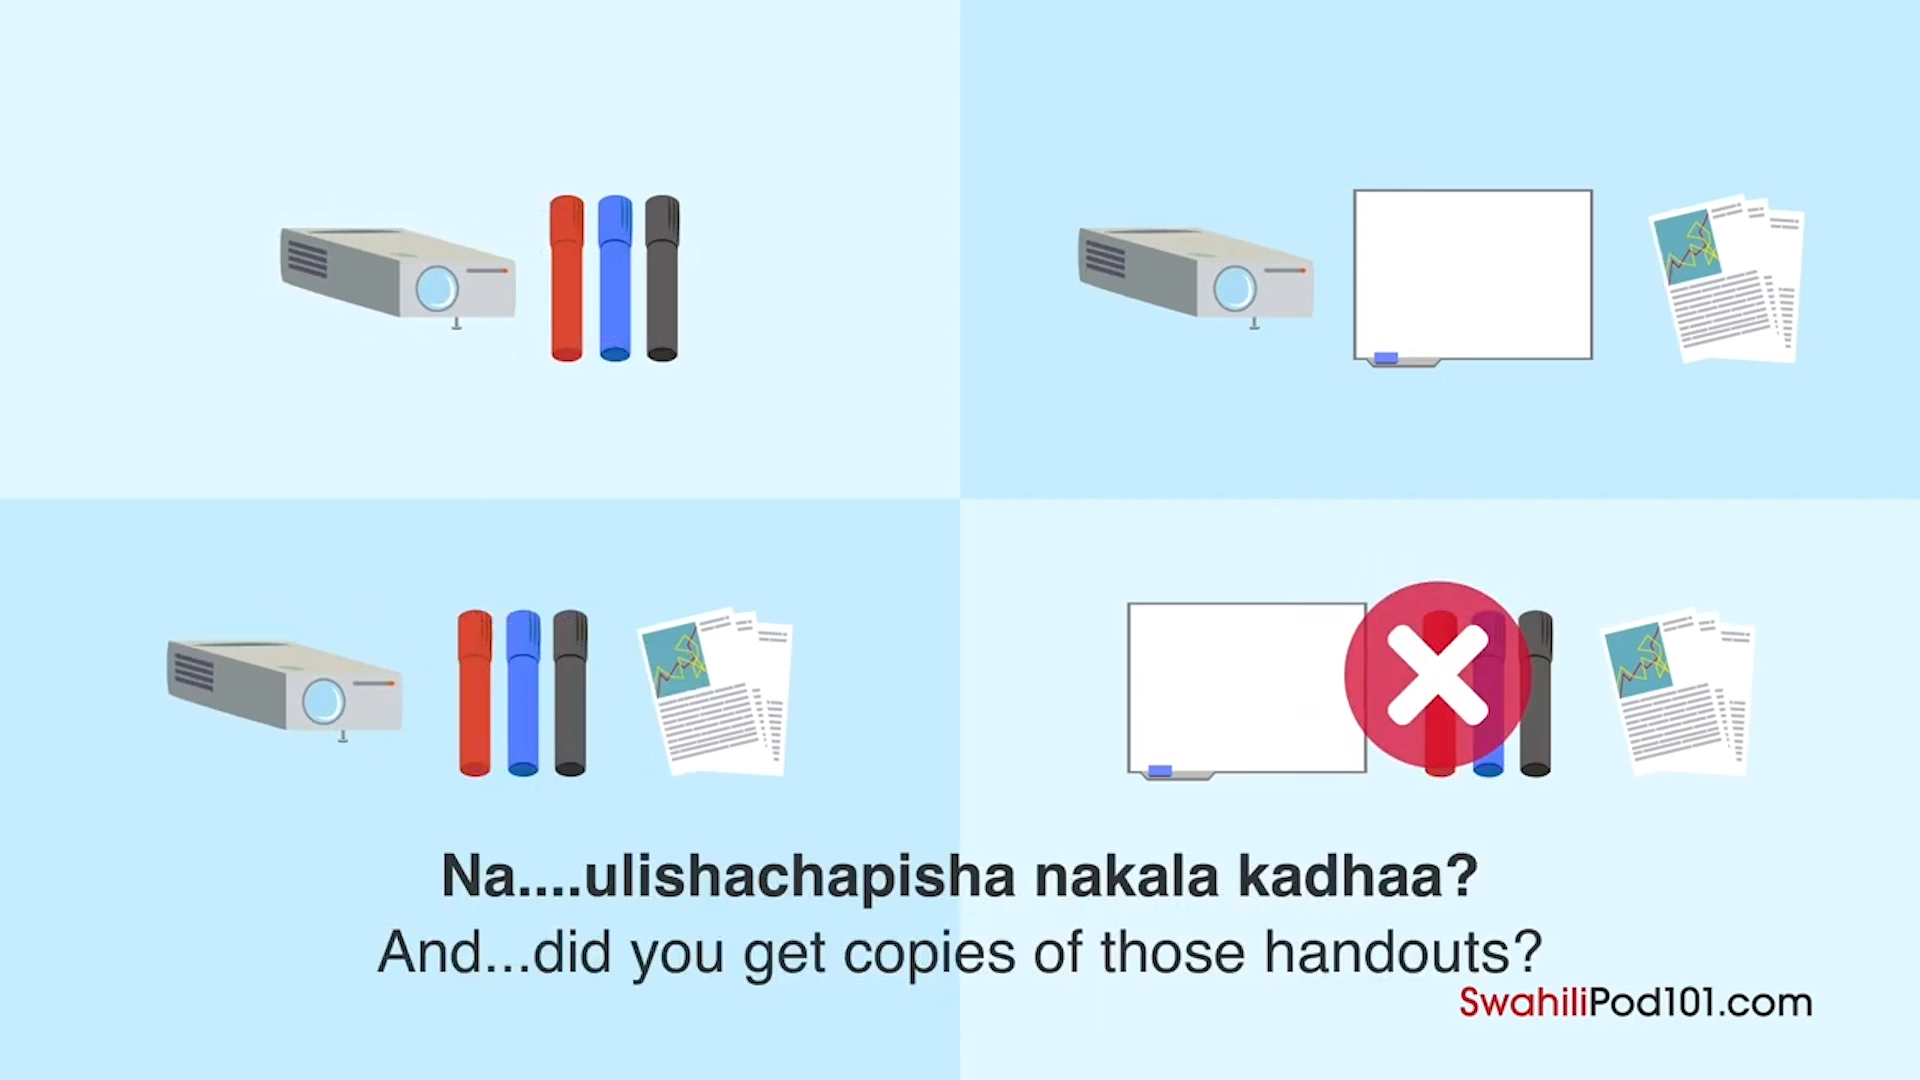 Na....ulishachapisha nakala kadhaa?
And...did you get copies of those handouts?
SwahiliPod101.com